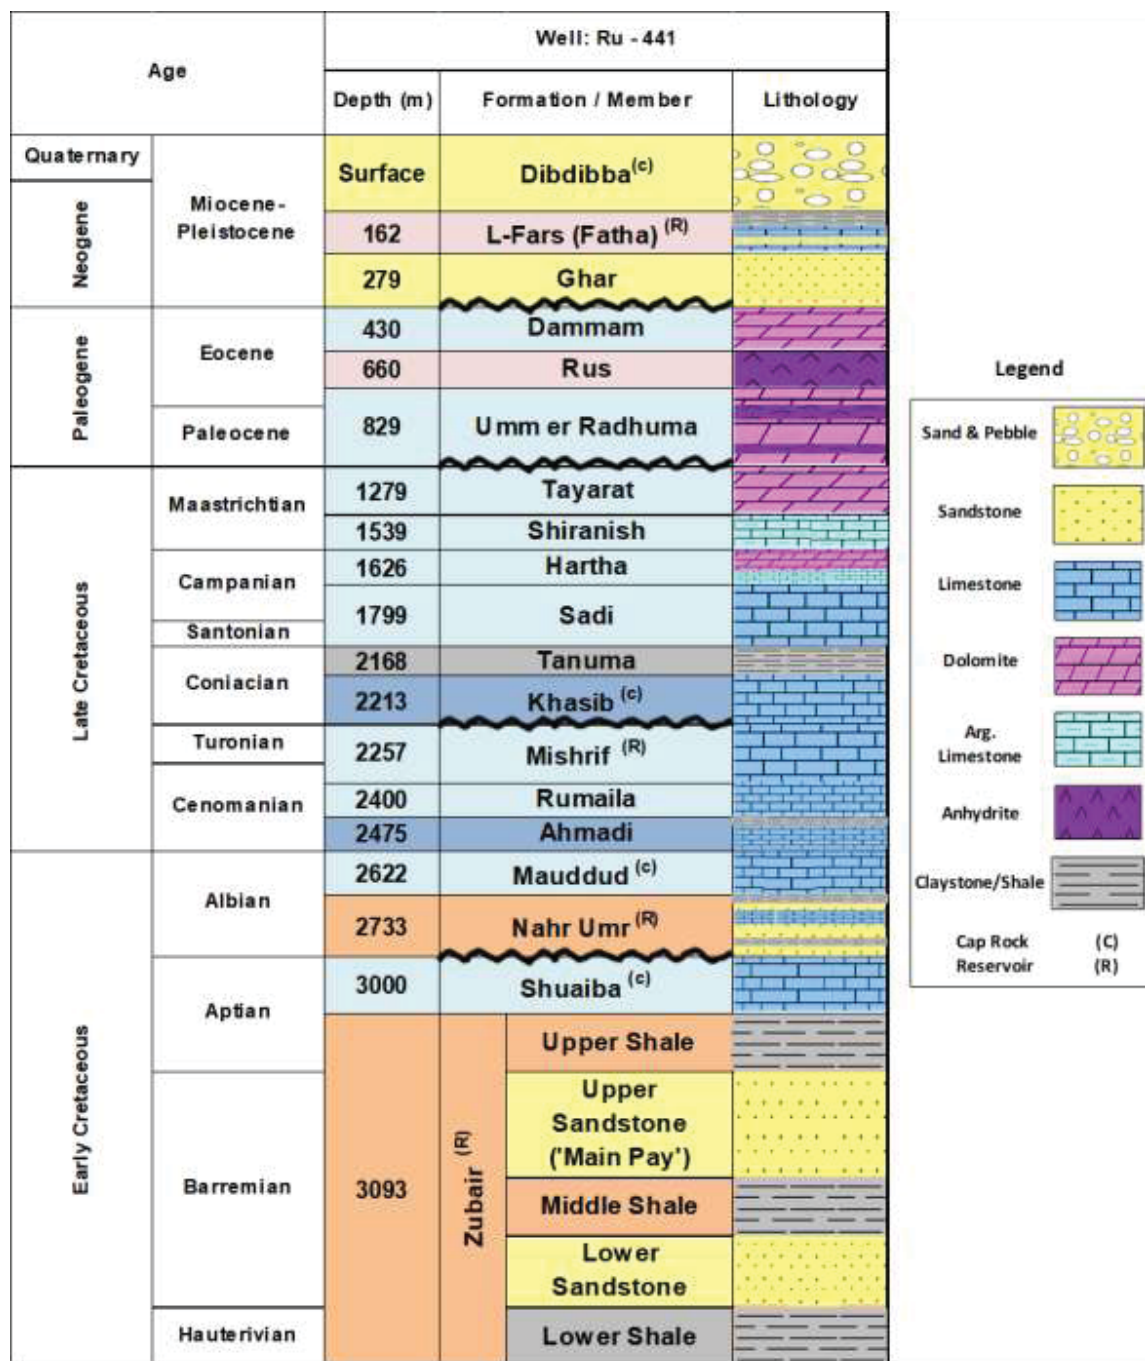 Age
Well: Ru - 441
Depth (m)
Formation / Member
Lithology
Quaternary
Neogene
Miocene-
Pleistocene
Surface
Dibdibba (c)
162
L-Fars (Fatha) (R)
279
Ghar
Paleogene
Eocene
Paleocene
430
Dammam
660
Rus
829
Umm er Radhuma
Late Cretaceous
Maastrichtian
1279
Tayarat
1539
Shiranish
Campanian
1626
Hartha
1799
Sadi
Santonian
Coniacian
2168
Tanuma
2213
Khasib (c)
Turonian
2257
Mishrif (R)
Cenomanian
2400
Rumaila
2475
Ahmadi
Early Cretaceous
Albian
2622
Mauddud (c)
2733
Nahr Umr (R)
Aptian
3000
Shuaiba (c)
3093
Zubair (R)
Upper Shale
Barremian
Upper
Sandstone
('Main Pay')
Middle Shale
Lower
Sandstone
Hauterivian
Lower Shale
Legend
Sand & Pebble
Sandstone
Limestone
Dolomite
Arg.
Limestone
Anhydrite
Claystone/Shale
Cap Rock (C)
Reservoir (R)